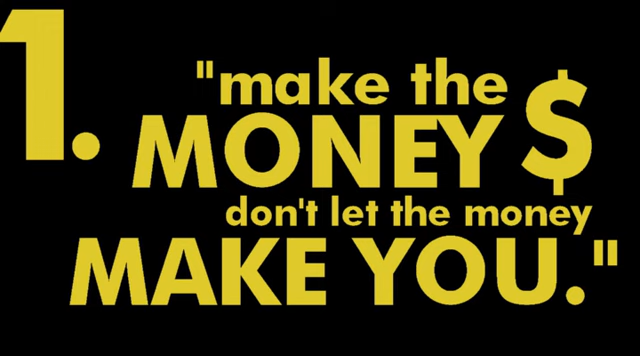 1.
"make the
MONEY $
don't let the money
MAKE YOU."